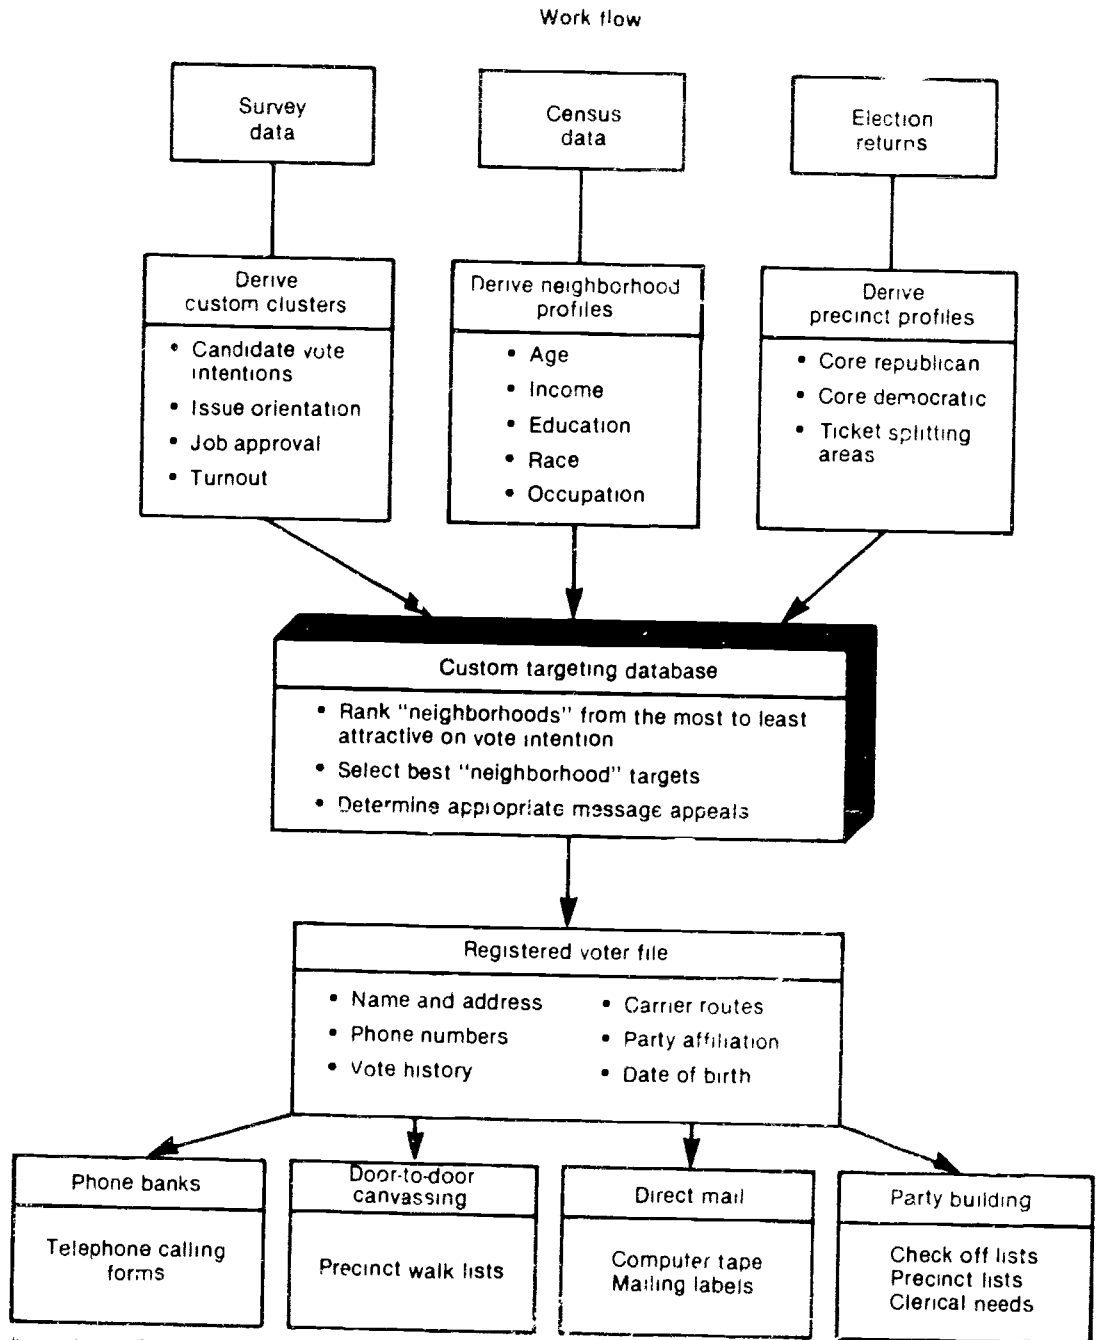 Work flow
Survey
data
Census
data
Election
returns
Derive
custom clusters
• Candidate vote
intentions
• Issue orientation
• Job approval
• Turnout
Derive neighborhood
profiles
• Age
• Income
• Education
• Race
• Occupation
Derive
precinct profiles
• Core republican
• Core democratic
• Ticket splitting
areas
Custom targeting database
• Rank "neighborhoods" from the most to least
attractive on vote intention
• Select best "neighborhood" targets
• Determine appropriate message appeals
Registered voter file
• Name and address
• Phone numbers
• Vote history
• Carrier routes
• Party affiliation
• Date of birth
Phone banks
Telephone calling
forms
Door-to-door
canvassing
Precinct walk lists
Direct mail
Computer tape
Mailing labels
Party building
Check off lists
Precinct lists
Clerical needs